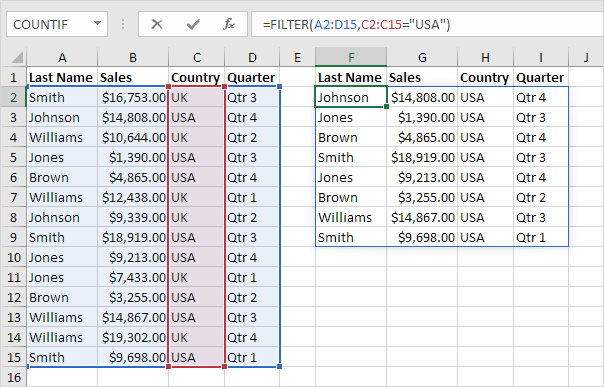 COUNTIF =FILTER(A2:D15,C2:C15="USA")
A B C D E F G H I J
1 Last Name Sales Country Quarter Last Name Sales Country Quarter
2 Smith $16,753.00 UK Qtr 3 Johnson $14,808.00 USA Qtr 4
3 Johnson $14,808.00 USA Qtr 4 Jones $1,390.00 USA Qtr 3
4 Williams $10,644.00 UK Qtr 2 Brown $4,865.00 USA Qtr 4
5 Jones $1,390.00 USA Qtr 3 Smith $18,919.00 USA Qtr 3
6 Brown $4,865.00 USA Qtr 4 Jones $9,213.00 USA Qtr 4
7 Williams $12,438.00 UK Qtr 1 Brown $3,255.00 USA Qtr 2
8 Johnson $9,339.00 UK Qtr 2 Williams $14,867.00 USA Qtr 3
9 Smith $18,919.00 USA Qtr 3 Smith $9,698.00 USA Qtr 1
10 Jones $9,213.00 USA Qtr 4
11 Jones $7,433.00 UK Qtr 1
12 Brown $3,255.00 USA Qtr 2
13 Williams $14,867.00 USA Qtr 3
14 Williams $19,302.00 UK Qtr 4
15 Smith $9,698.00 USA Qtr 1
16